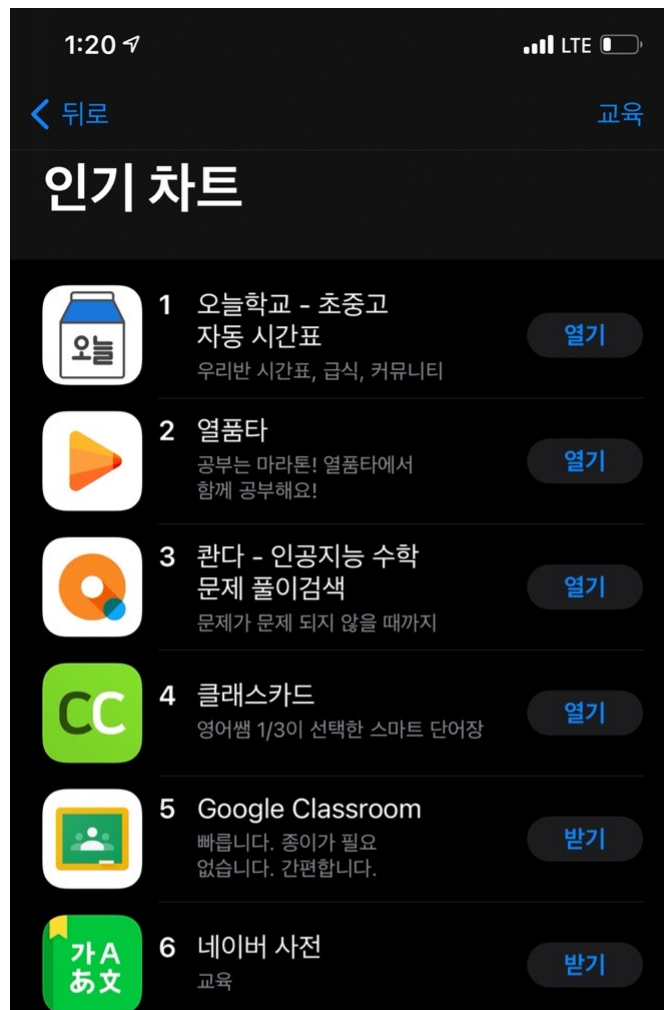 1:20
LTE
뒤로
교육
인기 차트
오늘
1 오늘학교 - 초중고
자동 시간표
우리반 시간표, 급식, 커뮤니티
열기
2 열품타
공부는 마라톤! 열품타에서
함께 공부해요!
열기
3 콴다 - 인공지능 수학
문제 풀이검색
문제가 문제 되지 않을 때까지
열기
CC
4 클래스카드
영어쌤 1/3이 선택한 스마트 단어장
열기
5 Google Classroom
빠릅니다. 종이가 필요
없습니다. 간편합니다.
받기
가 A
あ 文
6 네이버 사전
교육
받기